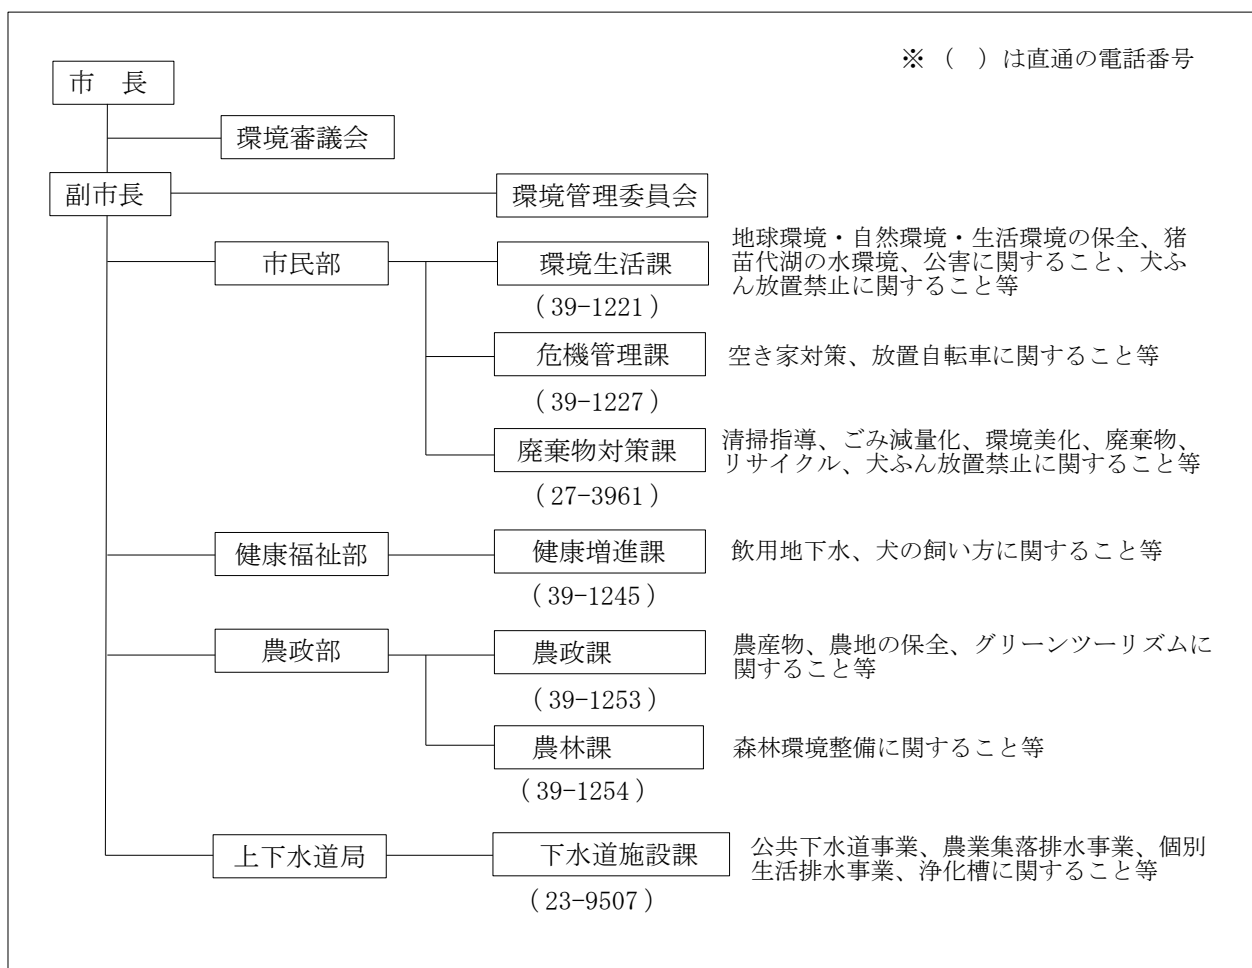 ※（　）は直通の電話番号
市　長
環境審議会
副市長
環境管理委員会
市民部
環境生活課
(39-1221)
地球環境・自然環境・生活環境の保全、猪
苗代湖の水環境、公害に関すること、犬ふ
ん放置禁止に関すること等
危機管理課
(39-1227)
空き家対策、放置自転車に関すること等
廃棄物対策課
(27-3961)
清掃指導、ごみ減量化、環境美化、廃棄物、
リサイクル、犬ふん放置禁止に関すること等
健康福祉部
健康増進課
(39-1245)
飲用地下水、犬の飼い方に関すること等
農政部
農政課
(39-1253)
農産物、農地の保全、グリーンツーリズムに
関すること等
農林課
(39-1254)
森林環境整備に関すること等
上下水道局
下水道施設課
(23-9507)
公共下水道事業、農業集落排水事業、個別
生活排水事業、浄化槽に関すること等